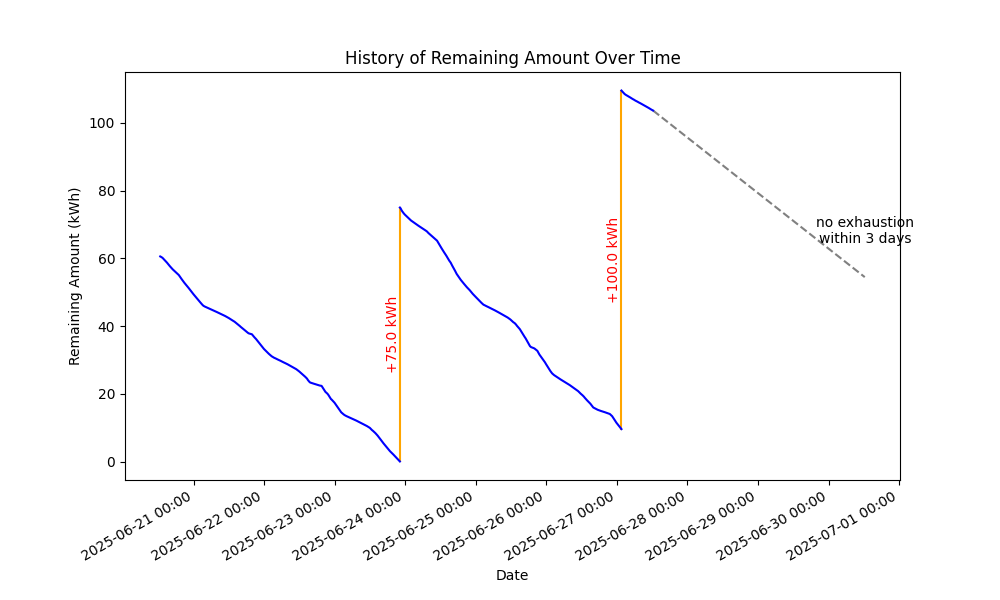 History of Remaining Amount Over Time
Remaining Amount (kWh)
100
80
60
40
20
0
+75.0 kWh
+100.0 kWh
no exhaustion
within 3 days
2025-06-21 00:00
2025-06-22 00:00
2025-06-23 00:00
2025-06-24 00:00
2025-06-25 00:00
2025-06-26 00:00
2025-06-27 00:00
2025-06-28 00:00
2025-06-29 00:00
2025-06-30 00:00
2025-07-01 00:00
Date